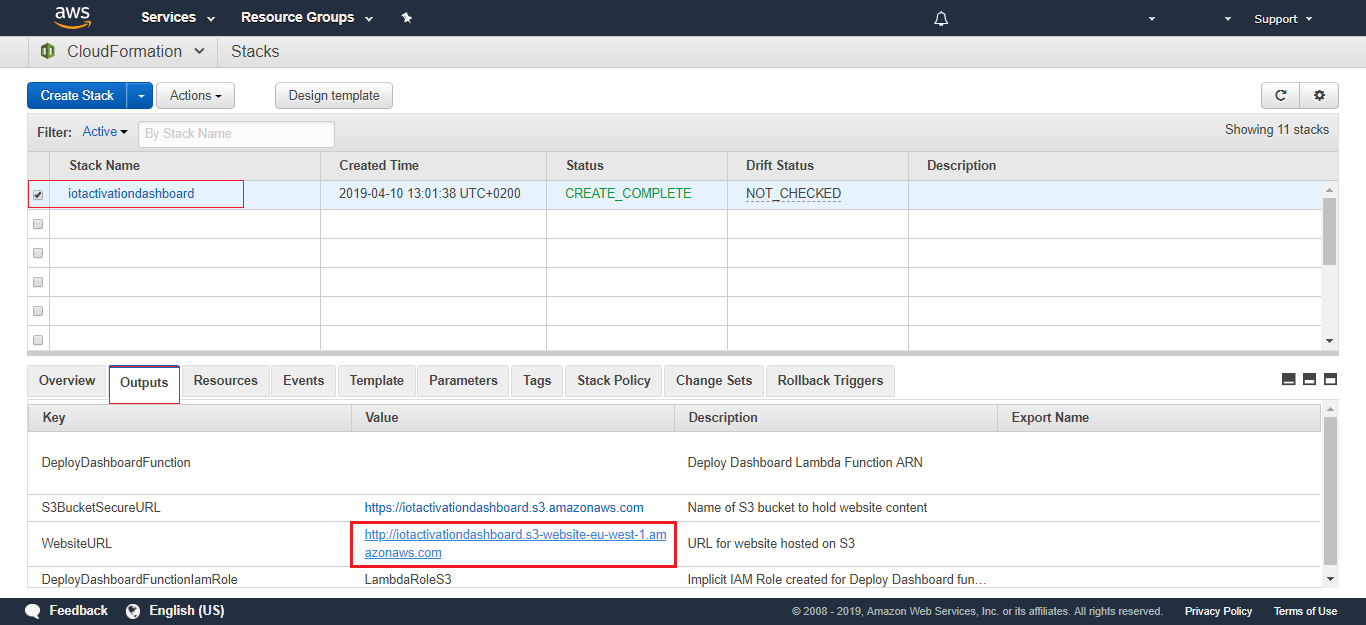 aws Services Resource Groups Support
CloudFormation Stacks
Create Stack Actions Design template
Filter: Active By Stack Name Showing 11 stacks
Stack Name Created Time Status Drift Status Description
iotactivationdashboard 2019-04-10 13:01:38 UTC+0200 CREATE_COMPLETE NOT_CHECKED
Overview Outputs Resources Events Template Parameters Tags Stack Policy Change Sets Rollback Triggers
Key Value Description Export Name
DeployDashboardFunction Deploy Dashboard Lambda Function ARN
S3BucketSecureURL https://iotactivationdashboard.s3.amazonaws.com Name of S3 bucket to hold website content
WebsiteURL http://iotactivationdashboard.s3-website-eu-west-1.am
azonaws.com URL for website hosted on S3
DeployDashboardFunctionIamRole LambdaRoleS3 Implicit IAM Role created for Deploy Dashboard fun…
Feedback English (US) © 2008 - 2019, Amazon Web Services, Inc. or its affiliates. All rights reserved. Privacy Policy Terms of Use